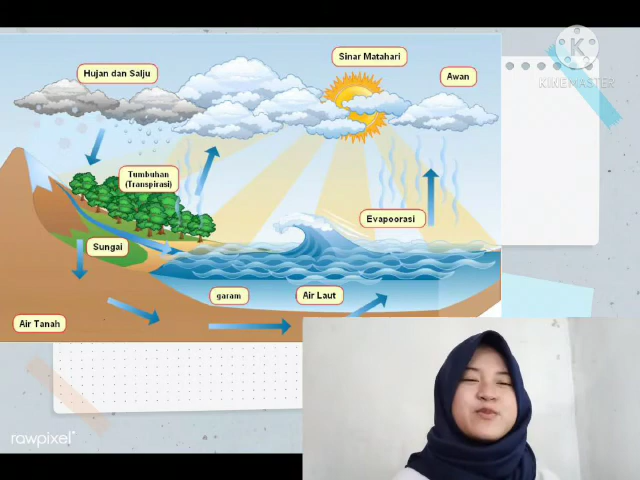 Sinar Matahari
Hujan dan Salju
Awan
KINEMASTER
Tumbuhan
(Transpirasi)
Evapoorasi
Sungai
garam
Air Laut
Air Tanah
rawpixel